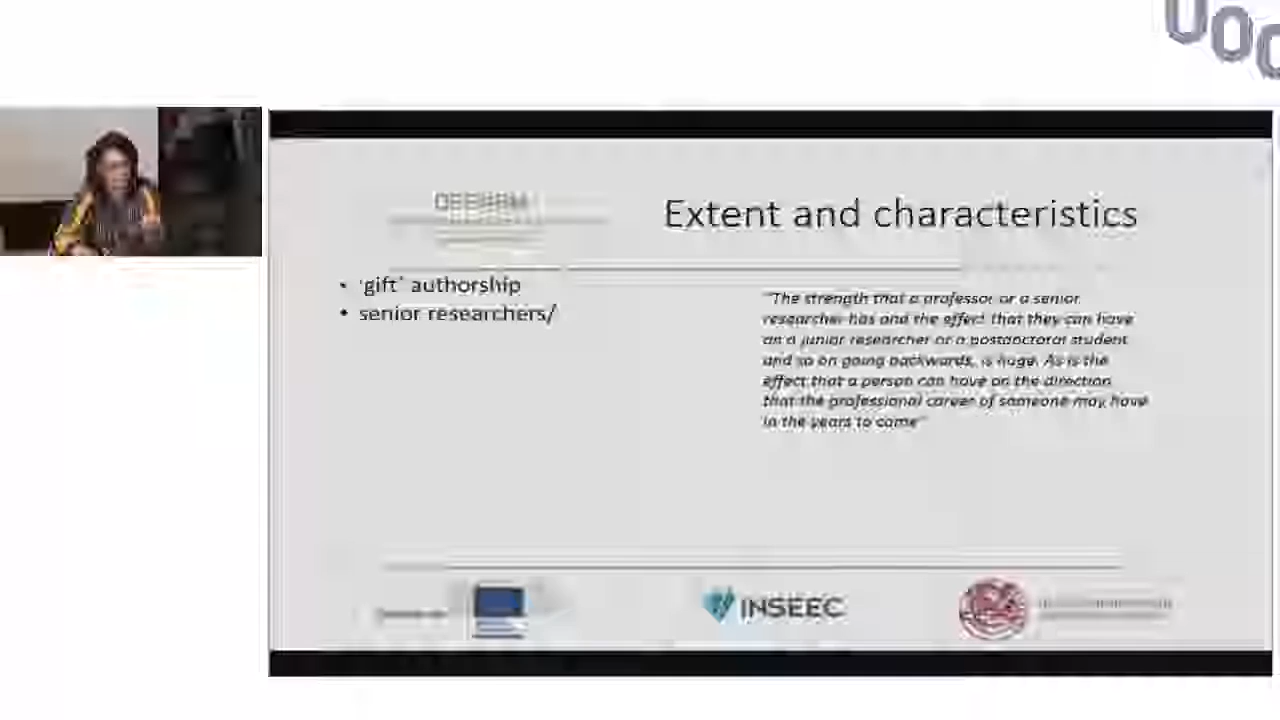 UOC
Extent and characteristics
• 'gift' authorship
• senior researchers/
"The strength that a professor or a senior
researcher has and the effect that they can have
on a junior researcher or a postdoctoral student
and so on going backwards, is huge. As is the
effect that a person can have on the direction
that the professional career of someone may have
in the years to come"
INSEEC